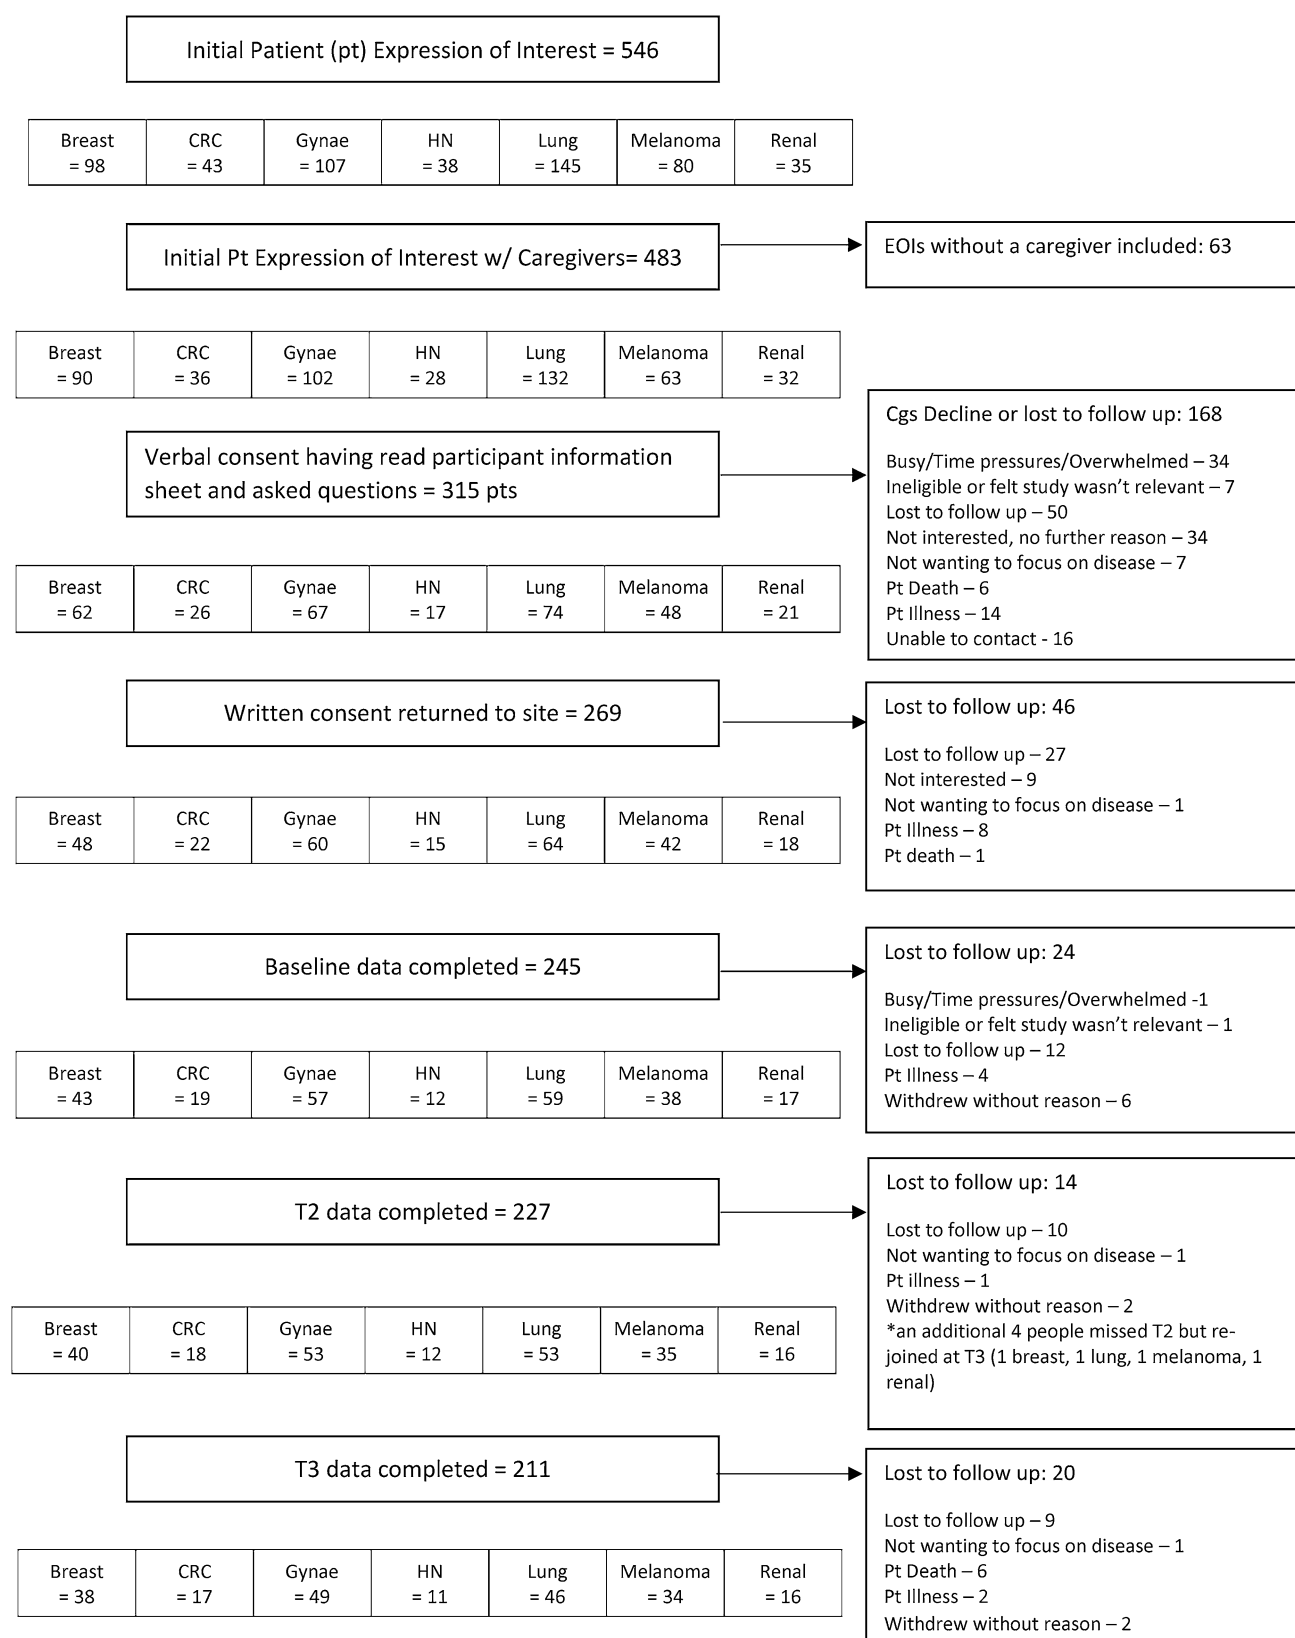 Initial Patient (pt) Expression of Interest = 546
Breast CRC Gynae HN Lung Melanoma Renal
= 98 = 43 = 107 = 38 = 145 = 80 = 35
Initial Pt Expression of Interest w/ Caregivers= 483
EOIs without a caregiver included: 63
Breast CRC Gynae HN Lung Melanoma Renal
= 90 = 36 = 102 = 28 = 132 = 63 = 32
Verbal consent having read participant information
sheet and asked questions = 315 pts
Cgs Decline or lost to follow up: 168
Busy/Time pressures/Overwhelmed – 34
Ineligible or felt study wasn’t relevant – 7
Lost to follow up – 50
Not interested, no further reason – 34
Not wanting to focus on disease – 7
Pt Death – 6
Pt Illness – 14
Unable to contact - 16
Breast CRC Gynae HN Lung Melanoma Renal
= 62 = 26 = 67 = 17 = 74 = 48 = 21
Written consent returned to site = 269
Lost to follow up: 46
Lost to follow up – 27
Not interested – 9
Not wanting to focus on disease – 1
Pt Illness – 8
Pt death – 1
Breast CRC Gynae HN Lung Melanoma Renal
= 48 = 22 = 60 = 15 = 64 = 42 = 18
Baseline data completed = 245
Lost to follow up: 24
Busy/Time pressures/Overwhelmed -1
Ineligible or felt study wasn’t relevant – 1
Lost to follow up – 12
Pt Illness – 4
Withdrew without reason – 6
Breast CRC Gynae HN Lung Melanoma Renal
= 43 = 19 = 57 = 12 = 59 = 38 = 17
T2 data completed = 227
Lost to follow up: 14
Lost to follow up – 10
Not wanting to focus on disease – 1
Pt illness – 1
Withdrew without reason – 2
*an additional 4 people missed T2 but re-
joined at T3 (1 breast, 1 lung, 1 melanoma, 1
renal)
Breast CRC Gynae HN Lung Melanoma Renal
= 40 = 18 = 53 = 12 = 53 = 35 = 16
T3 data completed = 211
Lost to follow up: 20
Lost to follow up – 9
Not wanting to focus on disease – 1
Pt Death – 6
Pt Illness – 2
Withdrew without reason – 2
Breast CRC Gynae HN Lung Melanoma Renal
= 38 = 17 = 49 = 11 = 46 = 34 = 16